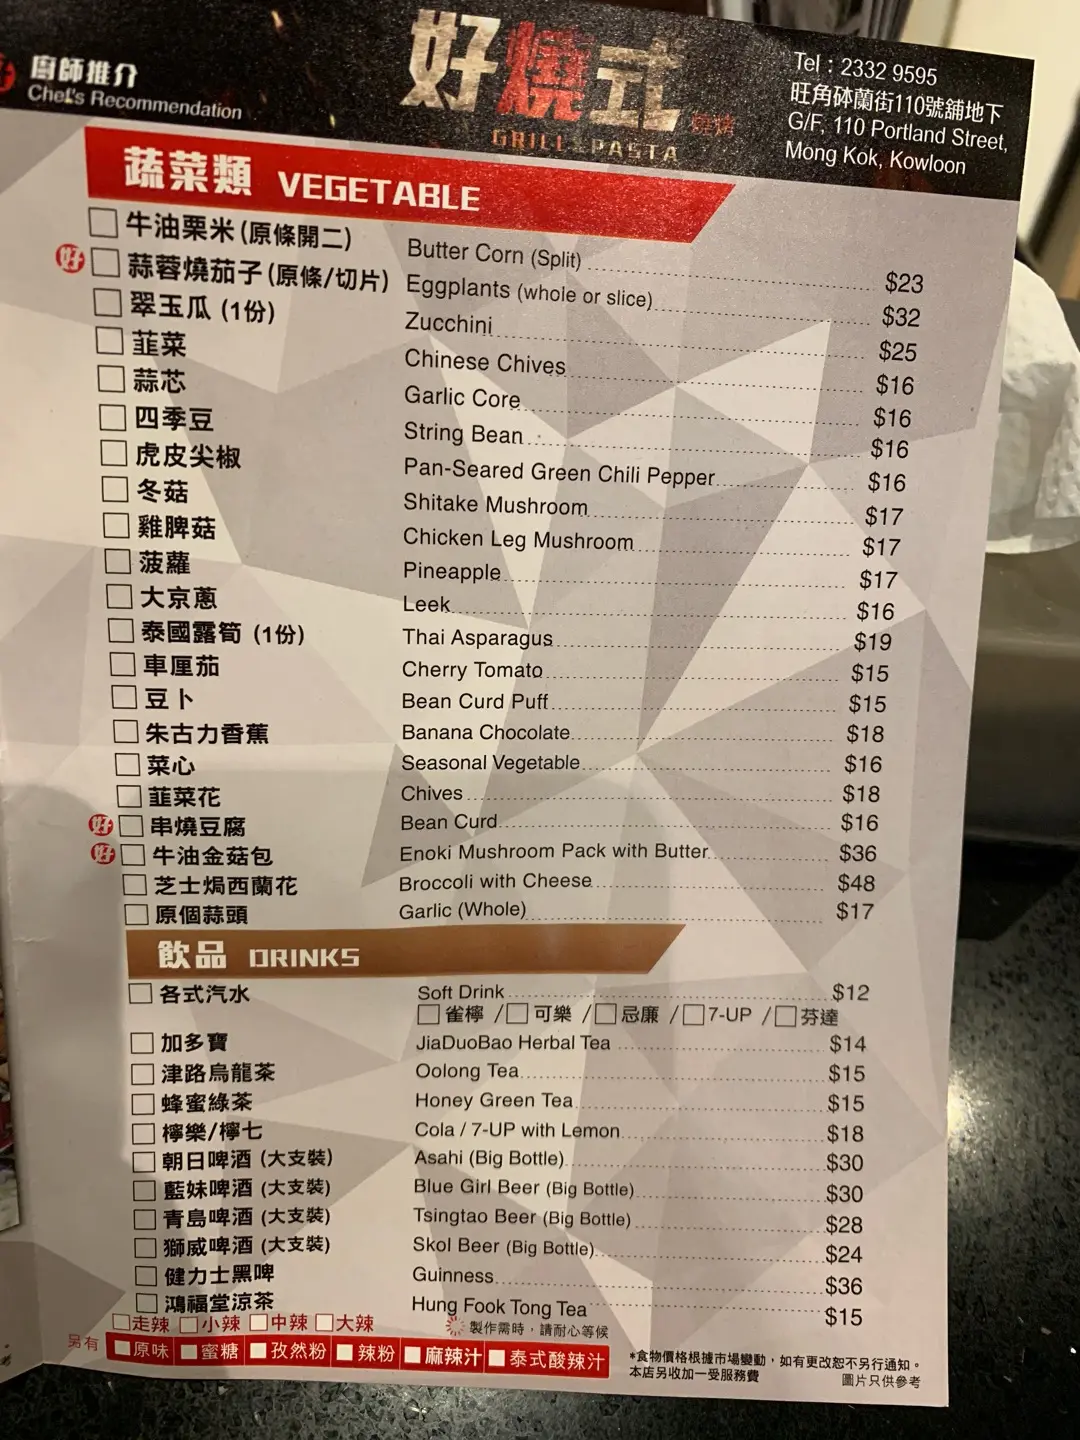 廚師推介
Chef's Recommendation
好燒式
GRILL & PASTA
燒烤
Tel : 2332 9595
旺角砵蘭街110號舖地下
G/F, 110 Portland Street,
Mong Kok, Kowloon
蔬菜類 VEGETABLE
牛油栗米 (原條開二) Butter Corn (Split) $23
好 蒜蓉燒茄子 (原條/切片) Eggplants (whole or slice) $32
翠玉瓜 (1份) Zucchini $25
韮菜 Chinese Chives $16
蒜芯 Garlic Core $16
四季豆 String Bean $16
虎皮尖椒 Pan-Seared Green Chili Pepper $16
冬菇 Shitake Mushroom $17
雞脾菇 Chicken Leg Mushroom $17
菠蘿 Pineapple $17
大京蔥 Leek $16
泰國露筍 (1份) Thai Asparagus $19
車厘茄 Cherry Tomato $15
豆卜 Bean Curd Puff $15
朱古力香蕉 Banana Chocolate $18
菜心 Seasonal Vegetable $16
韮菜花 Chives $18
好 串燒豆腐 Bean Curd $16
好 牛油金菇包 Enoki Mushroom Pack with Butter $36
芝士焗西蘭花 Broccoli with Cheese $48
原個蒜頭 Garlic (Whole) $17
飲品 DRINKS
各式汽水 Soft Drink $12
雀檸 / 可樂 / 忌廉 / 7-UP / 芬達
加多寶 JiaDuoBao Herbal Tea $14
津路烏龍茶 Oolong Tea $15
蜂蜜綠茶 Honey Green Tea $15
檸樂/檸七 Cola / 7-UP with Lemon $18
朝日啤酒 (大支裝) Asahi (Big Bottle) $30
藍妹啤酒 (大支裝) Blue Girl Beer (Big Bottle) $30
青島啤酒 (大支裝) Tsingtao Beer (Big Bottle) $28
獅威啤酒 (大支裝) Skol Beer (Big Bottle) $24
健力士黑啤 Guinness $36
鴻福堂涼茶 Hung Fook Tong Tea $15
走辣 小辣 中辣 大辣 製作需時，請耐心等候
另有 原味 蜜糖 孜然粉 辣粉 麻辣汁 泰式酸辣汁
*食物價格根據市場變動，如有更改恕不另行通知。
本店另收加一受服務費 圖片只供參考